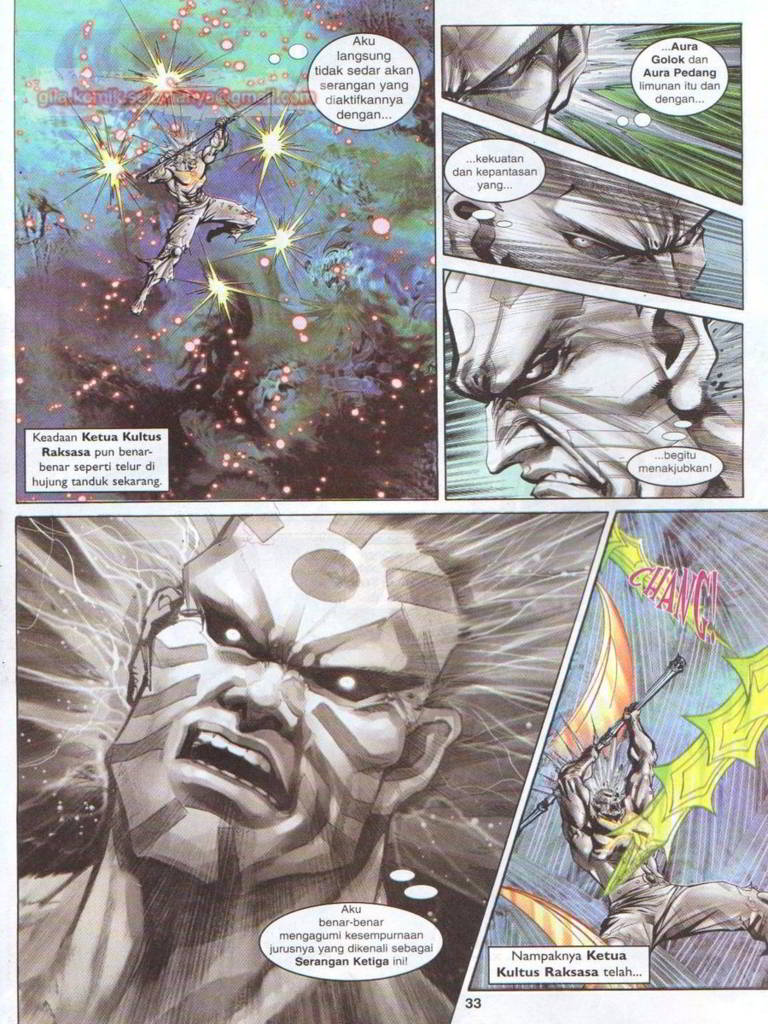 Aku
langsung
tidak sedar akan
serangan yang
diaktifkannya
dengan...
Keadaan Ketua Kultus
Raksasa pun benar-
benar seperti telur di
hujung tanduk sekarang.
...Aura
Golok dan
Aura Pedang
limunan itu dan
dengan...
...kekuatan
dan kepantasan
yang...
...begitu
menakjubkan!
Aku
benar-benar
mengagumi kesempurnaan
jurusnya yang dikenali sebagai
Serangan Ketiga ini!
CHANG!
Nampaknya Ketua
Kultus Raksasa telah...
33